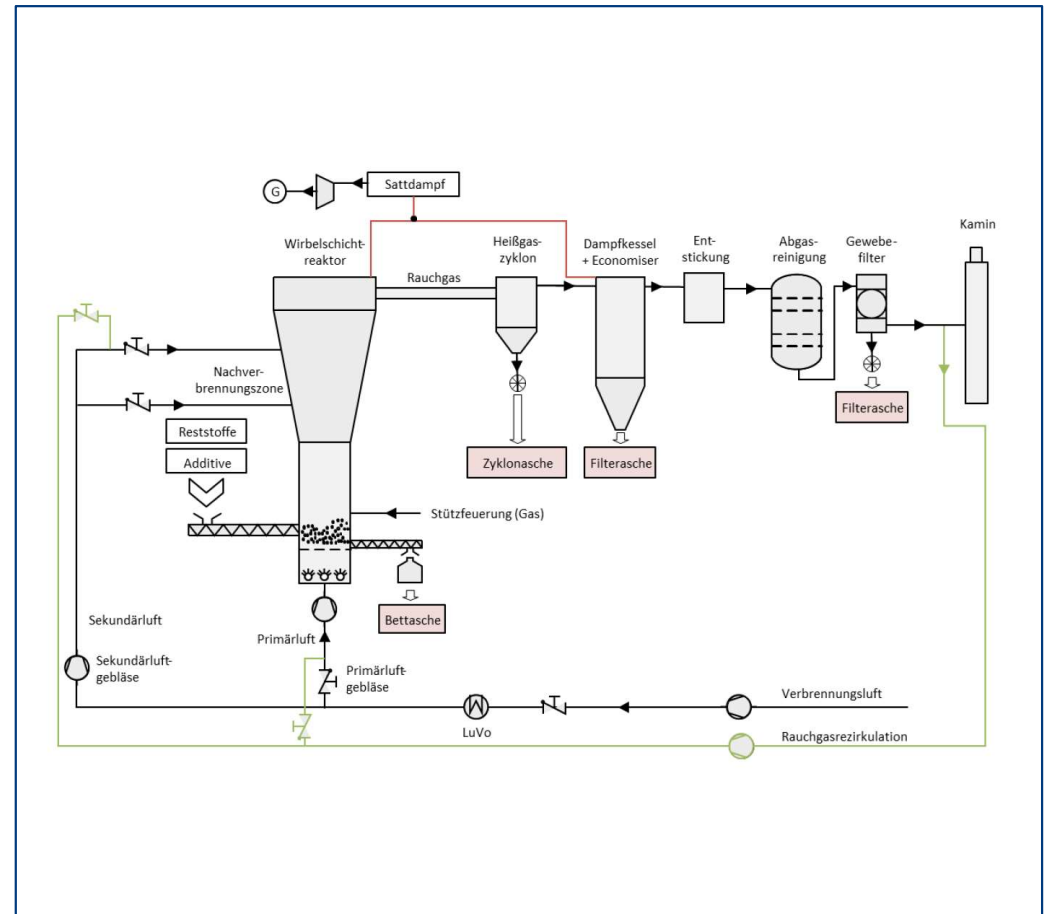 G
Sattdampf
Kamin
Wirbelschicht-
reaktor
Heißgas-
zyklon
Dampfkessel
+ Economiser
Ent-
stickung
Abgas-
reinigung
Gewebe-
filter
Rauchgas
Nachver-
brennungszone
Reststoffe
Additive
Zyklonasche
Filterasche
Filterasche
Stützfeuerung (Gas)
Bettasche
Sekundärluft
Primärluft
Sekundärluft-
gebläse
Primärluft-
gebläse
Verbrennungsluft
LuVo
Rauchgasrezirkulation